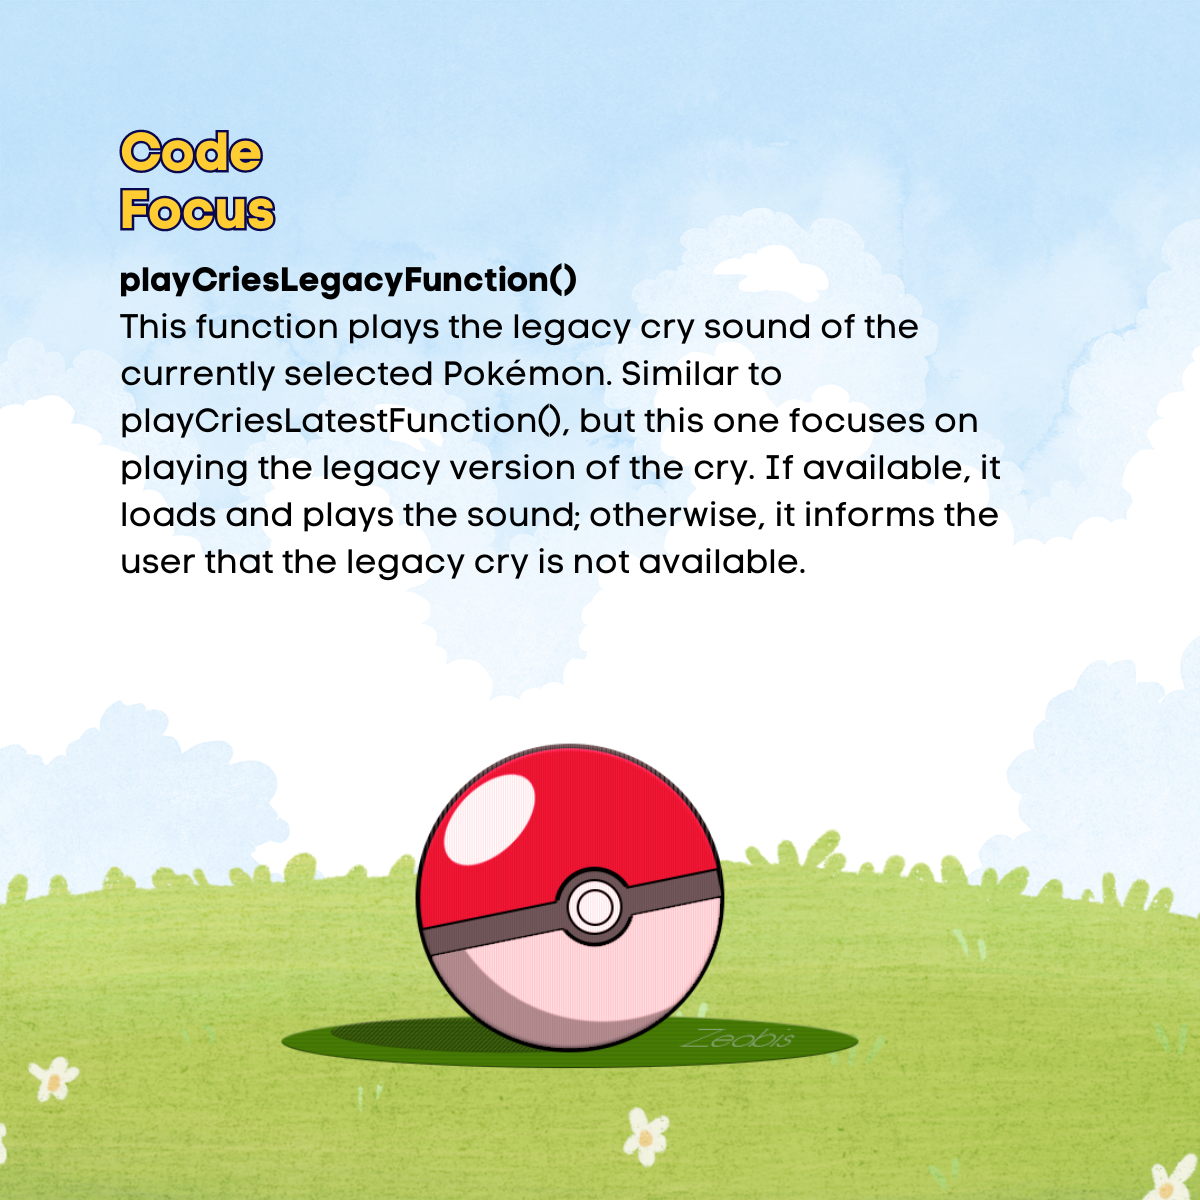 Code
Focus
playCriesLegacyFunction()
This function plays the legacy cry sound of the
currently selected Pokémon. Similar to
playCriesLatestFunction(), but this one focuses on
playing the legacy version of the cry. If available, it
loads and plays the sound; otherwise, it informs the
user that the legacy cry is not available.
Zeobis